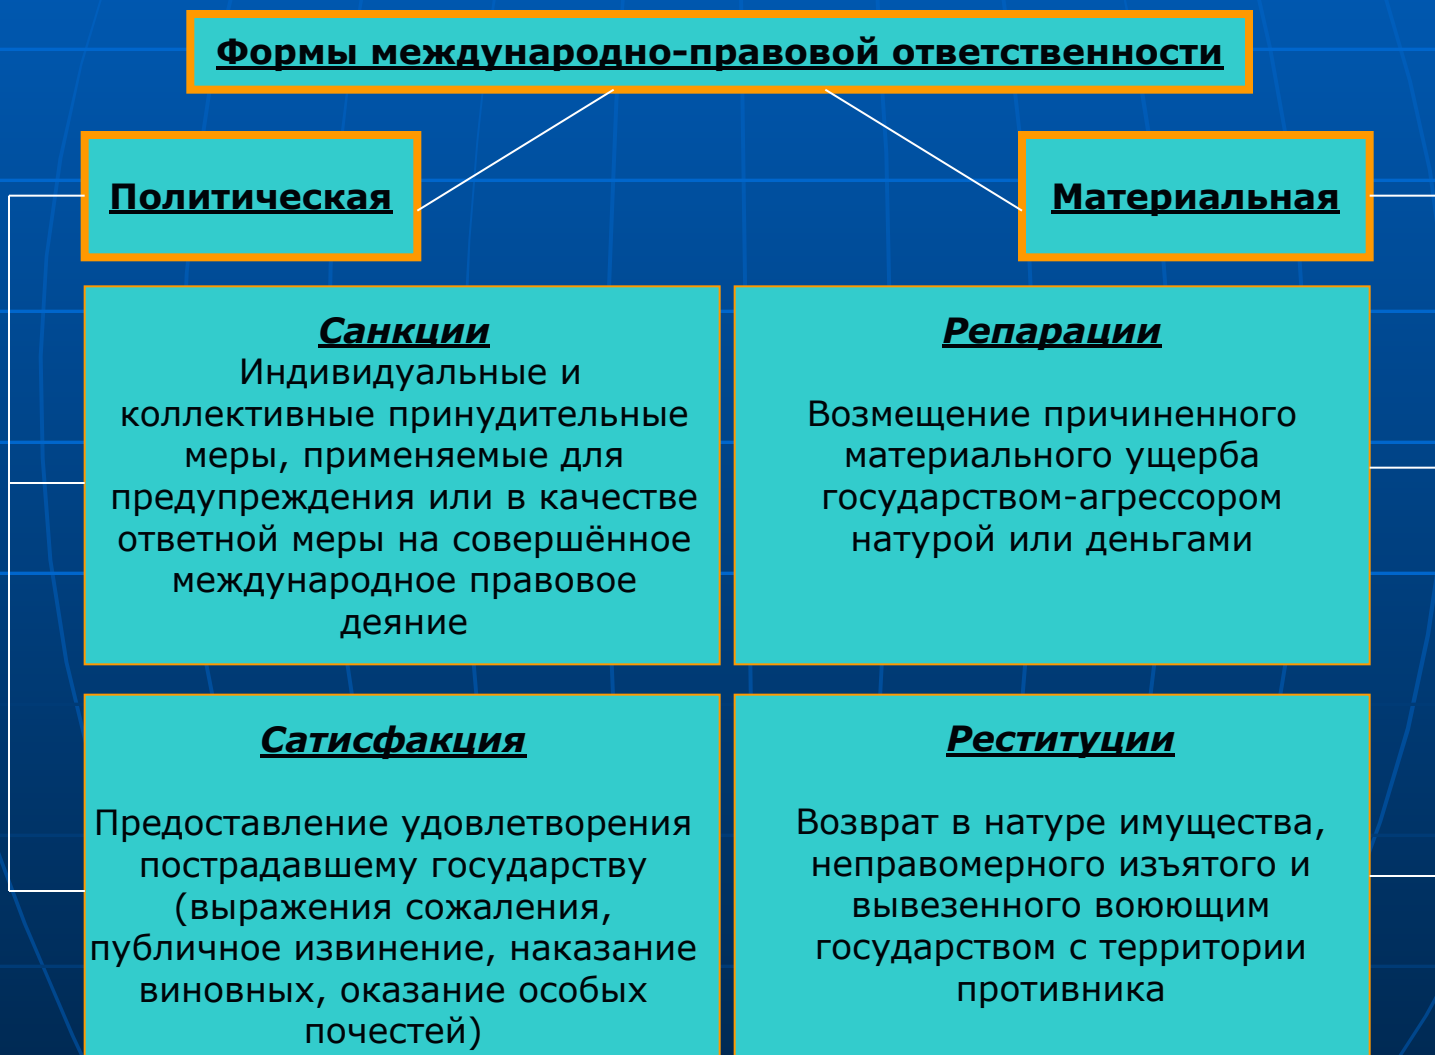 Формы международно-правовой ответственности
Политическая
Материальная
Санкции
Индивидуальные и
коллективные принудительные
меры, применяемые для
предупреждения или в качестве
ответной меры на совершённое
международное правовое
деяние
Репарации
Возмещение причиненного
материального ущерба
государством-агрессором
натурой или деньгами
Сатисфакция
Предоставление удовлетворения
пострадавшему государству
(выражения сожаления,
публичное извинение, наказание
виновных, оказание особых
почестей)
Реституции
Возврат в натуре имущества,
неправомерного изъятого и
вывезенного воюющим
государством с территории
противника